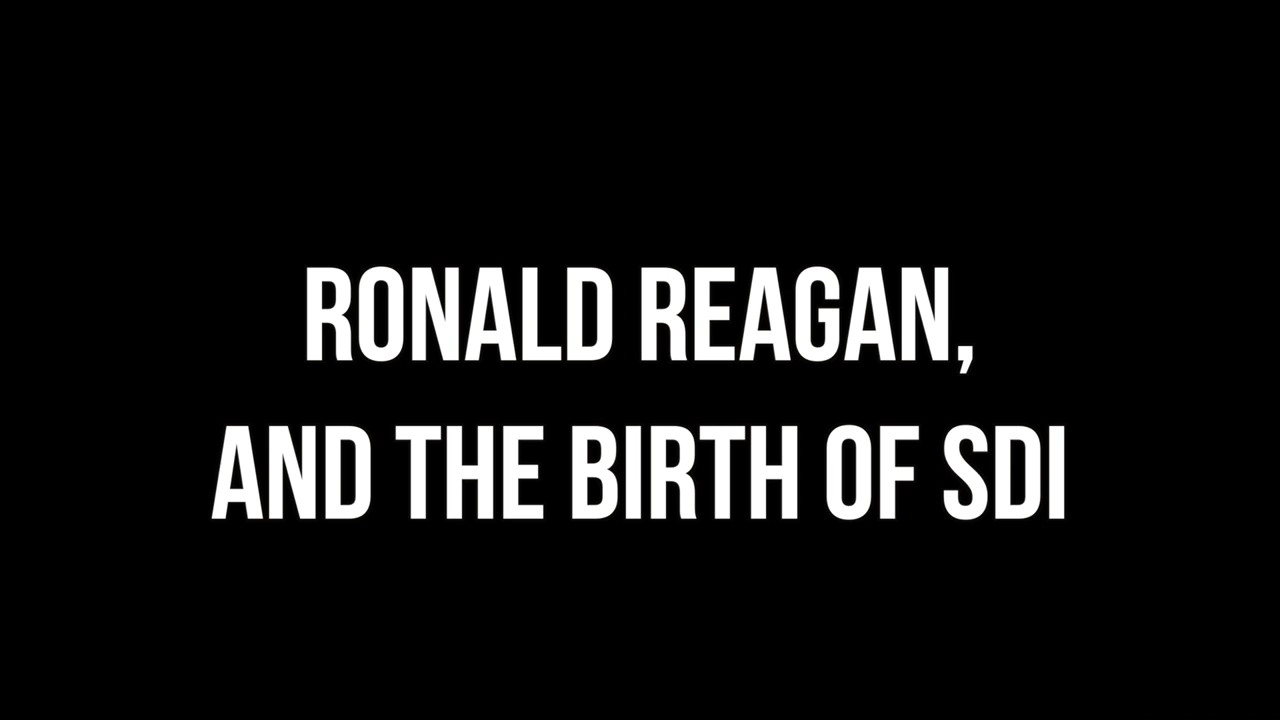 RONALD REAGAN,
AND THE BIRTH OF SDI